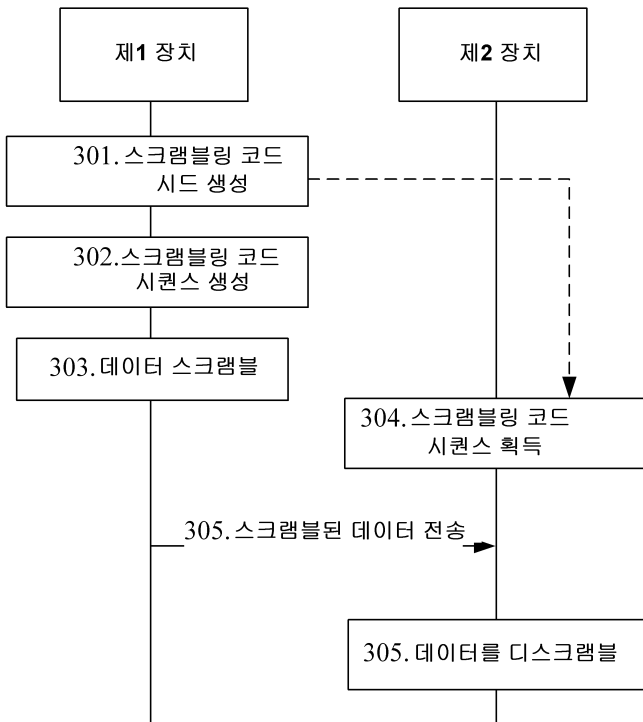 제1 장치
제2 장치
301.스크램블링 코드
시드 생성
302.스크램블링 코드
시퀀스 생성
303.데이터 스크램블
304.스크램블링 코드
시퀀스 획득
305.스크램블된 데이터 전송
305.데이터를 디스크램블